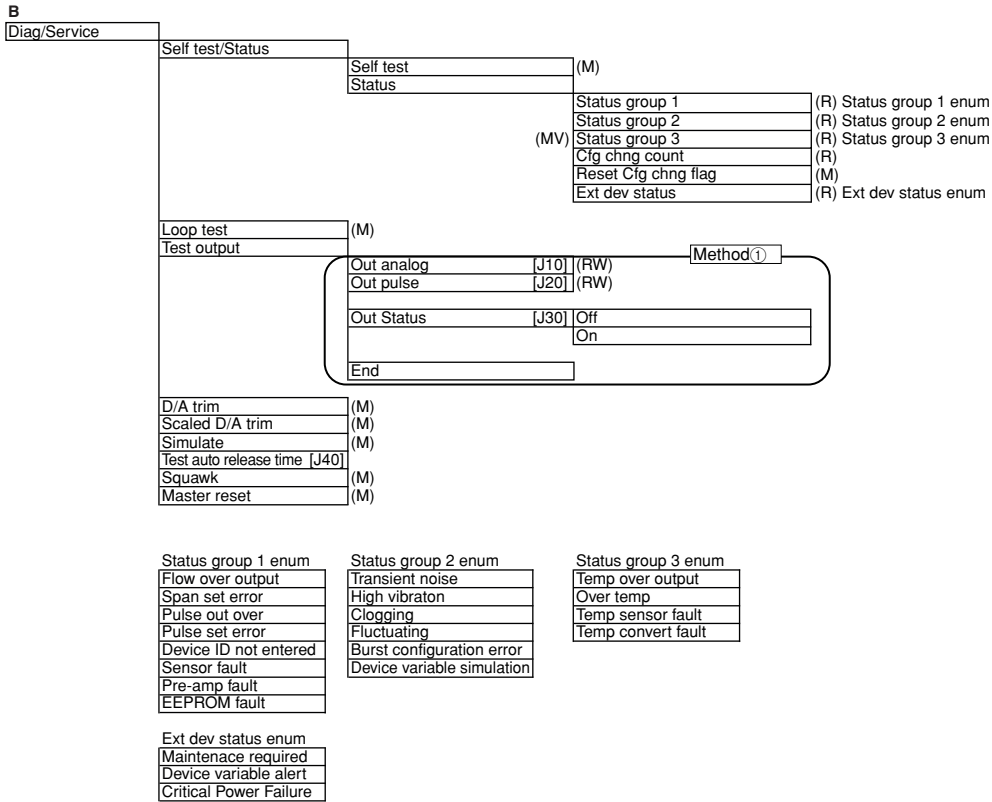 B
Diag/Service
Self test/Status
Self test (M)
Status
Status group 1 (R) Status group 1 enum
Status group 2 (R) Status group 2 enum
(MV) Status group 3 (R) Status group 3 enum
Cfg chng count (R)
Reset Cfg chng flag (M)
Ext dev status (R) Ext dev status enum
Loop test (M)
Test output
Method①
Out analog [J10] (RW)
Out pulse [J20] (RW)
Out Status [J30] Off
On
End
D/A trim (M)
Scaled D/A trim (M)
Simulate (M)
Test auto release time [J40]
Squawk (M)
Master reset (M)
Status group 1 enum Status group 2 enum Status group 3 enum
Flow over output Transient noise Temp over output
Span set error High vibraton Over temp
Pulse out over Clogging Temp sensor fault
Pulse set error Fluctuating Temp convert fault
Device ID not entered Burst configuration error
Sensor fault Device variable simulation
Pre-amp fault
EEPROM fault
Ext dev status enum
Maintenace required
Device variable alert
Critical Power Failure